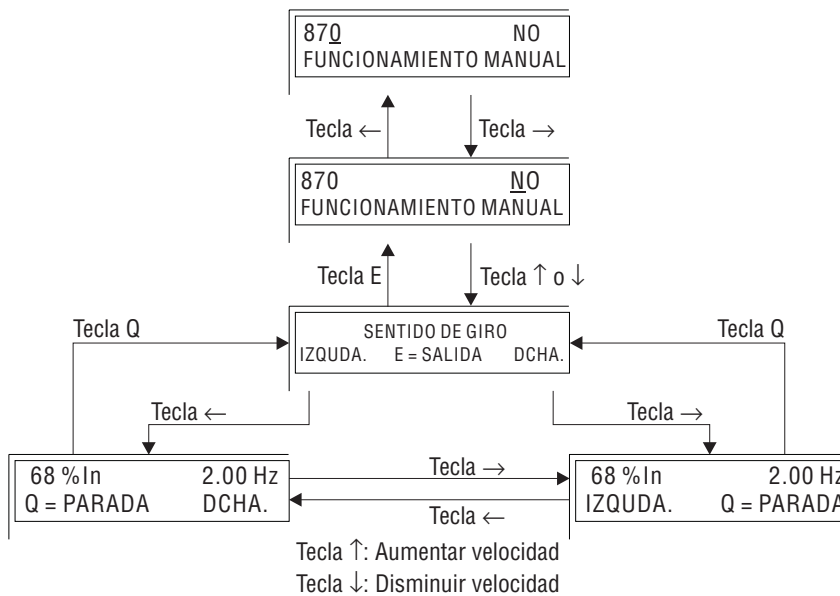 870 NO
FUNCIONAMIENTO MANUAL
Tecla ← Tecla →
870 NO
FUNCIONAMIENTO MANUAL
Tecla E Tecla ↑ o ↓
Tecla Q SENTIDO DE GIRO Tecla Q
IZQUDA. E = SALIDA DCHA.
Tecla ← Tecla →
68 %In 2.00 Hz Tecla → 68 %In 2.00 Hz
Q = PARADA DCHA. Tecla ← IZQUDA. Q = PARADA
Tecla ↑: Aumentar velocidad
Tecla ↓: Disminuir velocidad